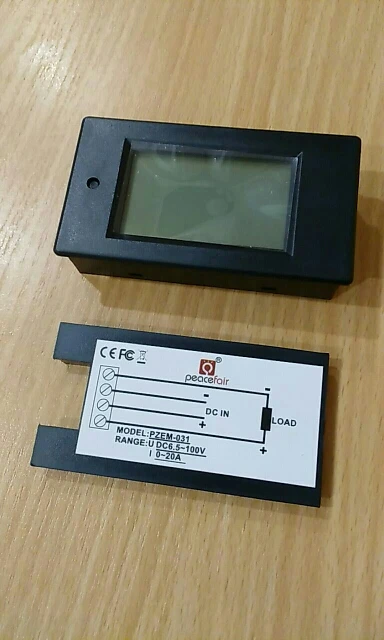 CE FC
®
peacefair
-
-
DC IN
+
LOAD
+
MODEL:PZEM-031
RANGE:U DC6.5~100V
I 0~20A